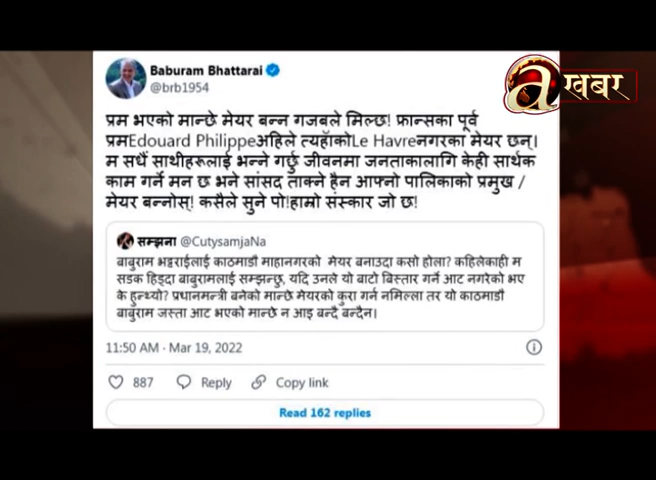 Baburam Bhattarai
@brb1954
a खबर
प्रम भएको मान्छे मेयर बन्न गजबले मिल्छ! फ्रान्सका पूर्व
प्रमEdouard Philippeअहिले त्यहाँकोLe Havreनगरका मेयर छन्।
म सधैं साथीहरूलाई भन्ने गर्छु जीवनमा जनताकालागि केही सार्थक
काम गर्ने मन छ भने सांसद ताक्ने हैन आफ्नो पालिकाको प्रमुख /
मेयर बन्नोस्! कसैले सुने पो!हाम्रो संस्कार जो छ!
सम्झना @CutysamjaNa
बाबुराम भट्टराईलाई काठमाडौ माहानगरको मेयर बनाउदा कसो होला? कहिलेकाही म
सडक हिड्दा बाबुरामलाई सम्झन्छु, यदि उनले यो बाटो बिस्तार गर्ने आट नगरेको भए
के हुन्थ्यो? प्रधानमन्त्री बनेको मान्छे मेयरको कुरा गर्न नमिल्ला तर यो काठमाडौ
बाबुराम जस्ता आट भएको मान्छे न आइ बन्दै बन्दैन।
11:50 AM · Mar 19, 2022
887 Reply Copy link
Read 162 replies